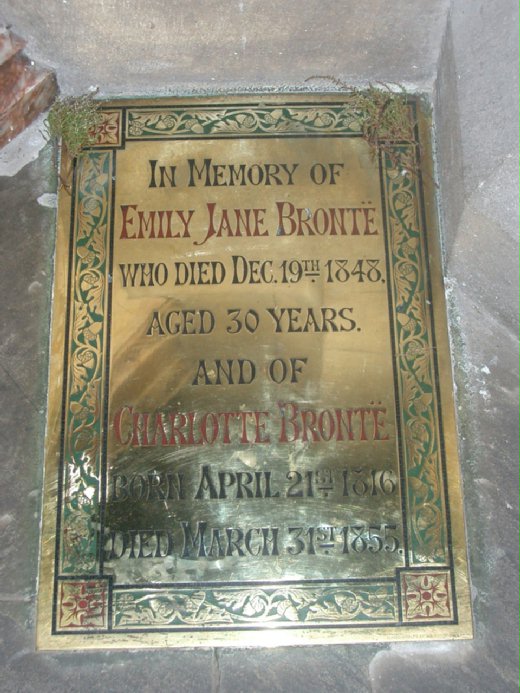 In Memory of
Emily Jane Brontë
who died Dec. 19TH 1848,
aged 30 years.
and of
Charlotte Brontë
born April 21ST 1816
died March 31ST 1855.